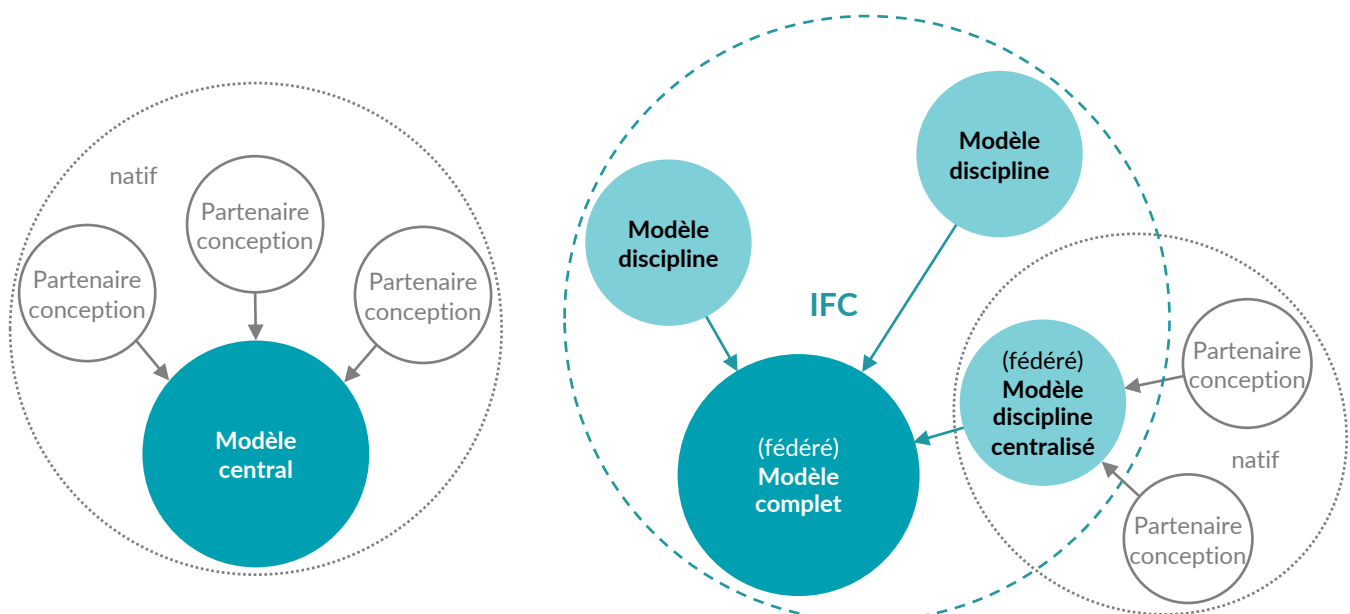 natif
Partenaire
conception
Partenaire
conception
Partenaire
conception
Modèle
central
Modèle
discipline
Modèle
discipline
IFC
(fédéré)
Modèle
complet
(fédéré)
Modèle
discipline
centralisé
Partenaire
conception
natif
Partenaire
conception